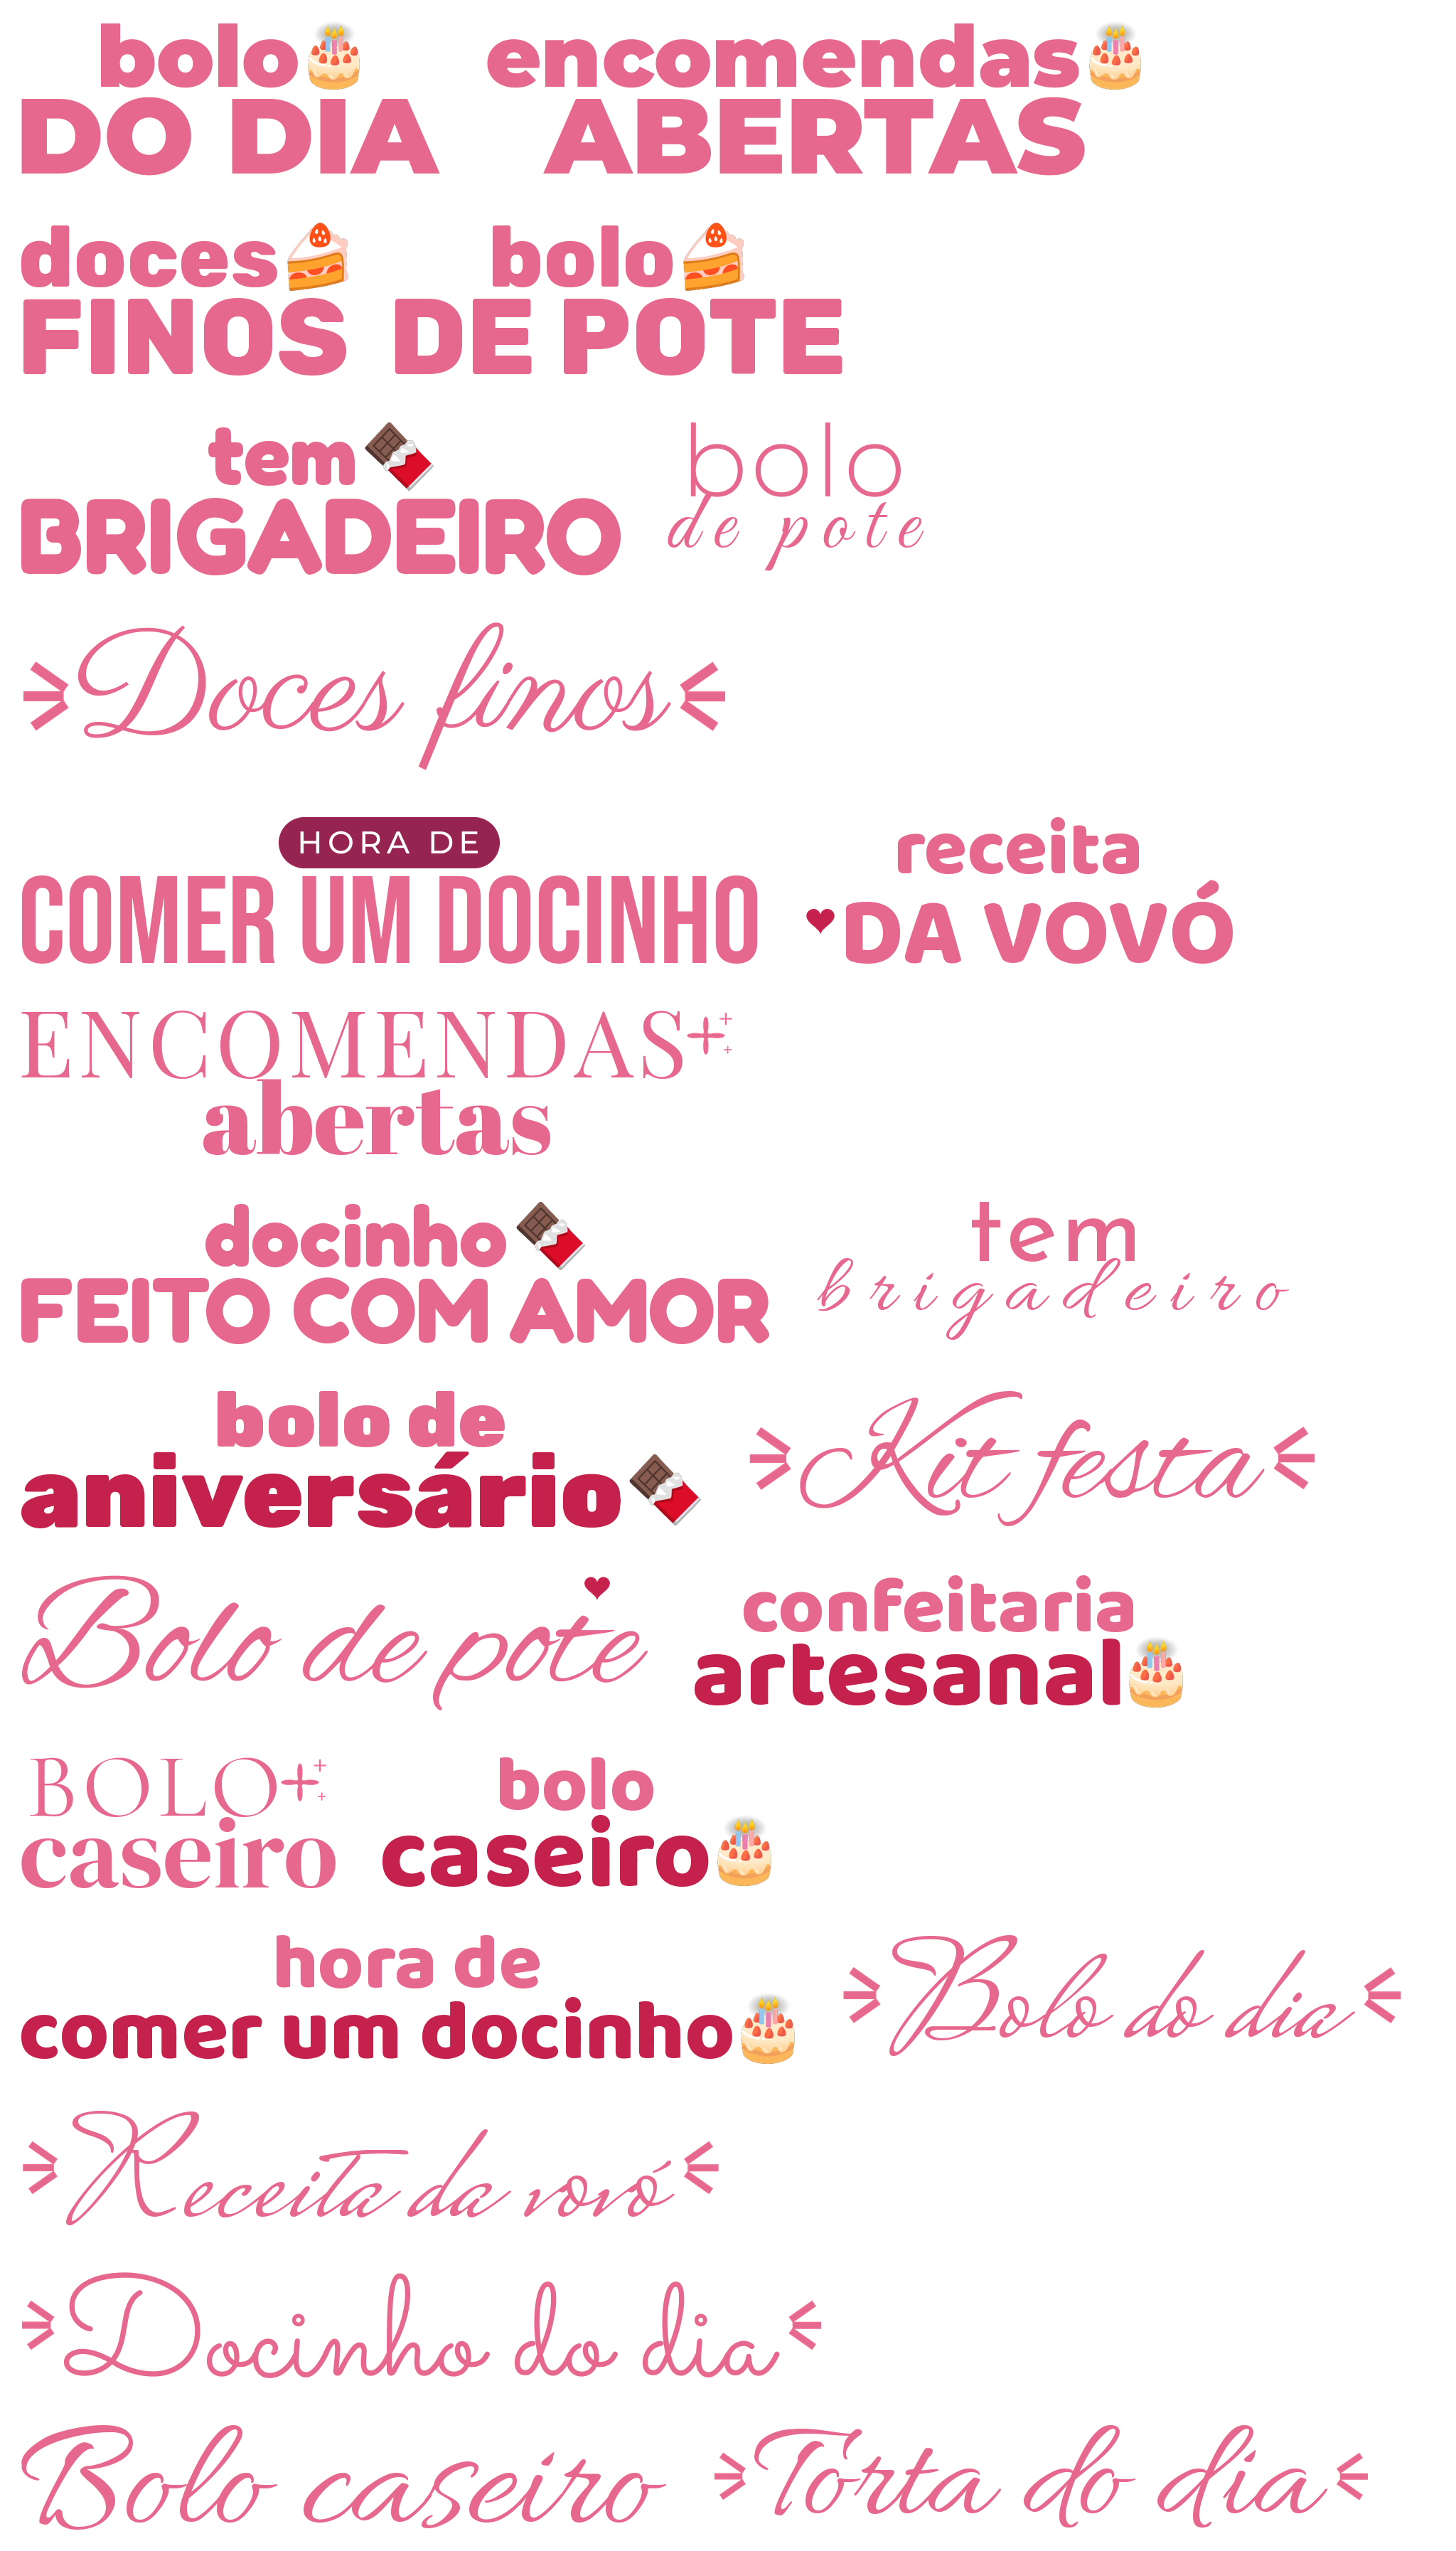 bolo
DO DIA
encomendas
ABERTAS
doces
FINOS
bolo
DE POTE
tem
BRIGADEIRO
bolo
de pote
Doces finos
HORA DE
COMER UM DOCINHO
receita
DA VOVÓ
ENCOMENDAS
abertas
docinho
FEITO COM AMOR
tem
brigadeiro
bolo de
aniversário
Kit festa
Bolo de pote
confeitaria
artesanal
BOLO
caseiro
bolo
caseiro
hora de
comer um docinho
Bolo do dia
Receita da vovó
Docinho do dia
Bolo caseiro
Torta do dia